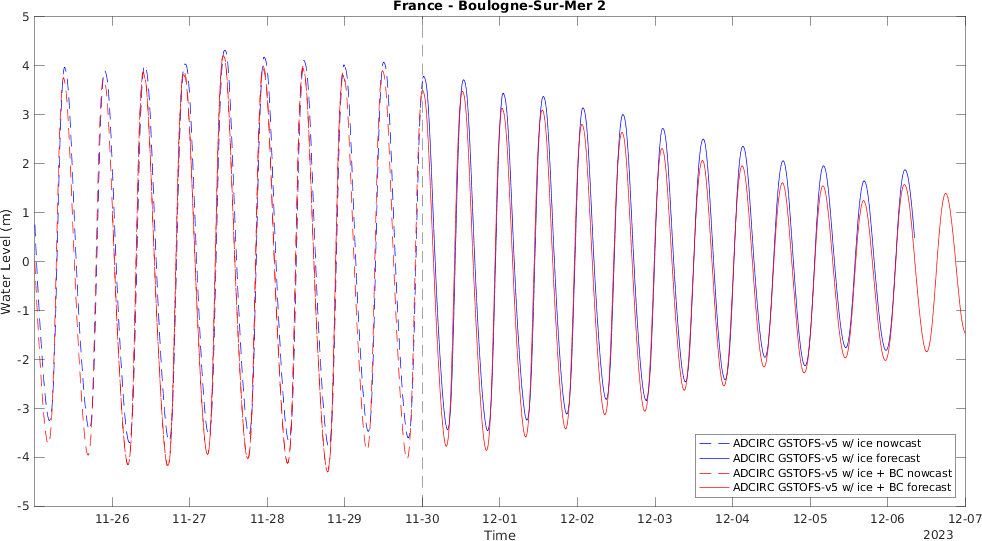 France - Boulogne-Sur-Mer 2
5
4
3
2
1
0
-1
-2
-3
-4
-5
Water Level (m)
ADCIRC GSTOFS-v5 w/ ice nowcast
ADCIRC GSTOFS-v5 w/ ice forecast
ADCIRC GSTOFS-v5 w/ ice + BC nowcast
ADCIRC GSTOFS-v5 w/ ice + BC forecast
11-26 11-27 11-28 11-29 11-30 12-01 12-02 12-03 12-04 12-05 12-06 12-07
Time
2023